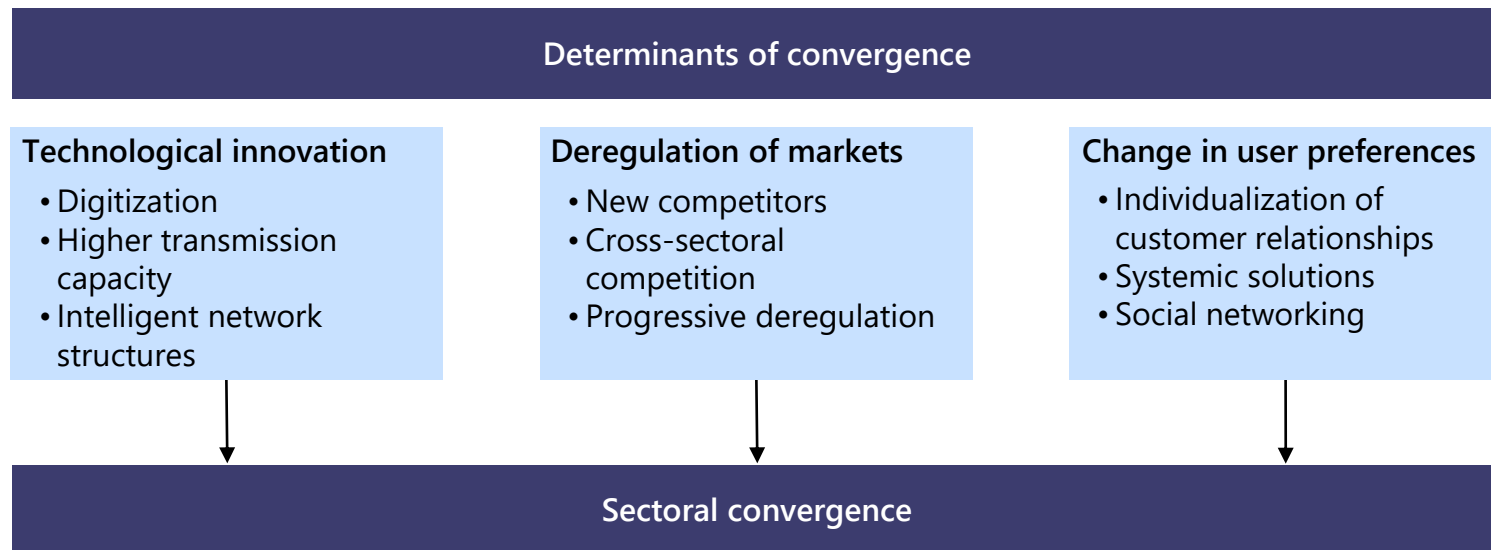 Determinants of convergence
Technological innovation
• Digitization
• Higher transmission
capacity
• Intelligent network
structures
Deregulation of markets
• New competitors
• Cross-sectoral
competition
• Progressive deregulation
Change in user preferences
• Individualization of
customer relationships
• Systemic solutions
• Social networking
Sectoral convergence